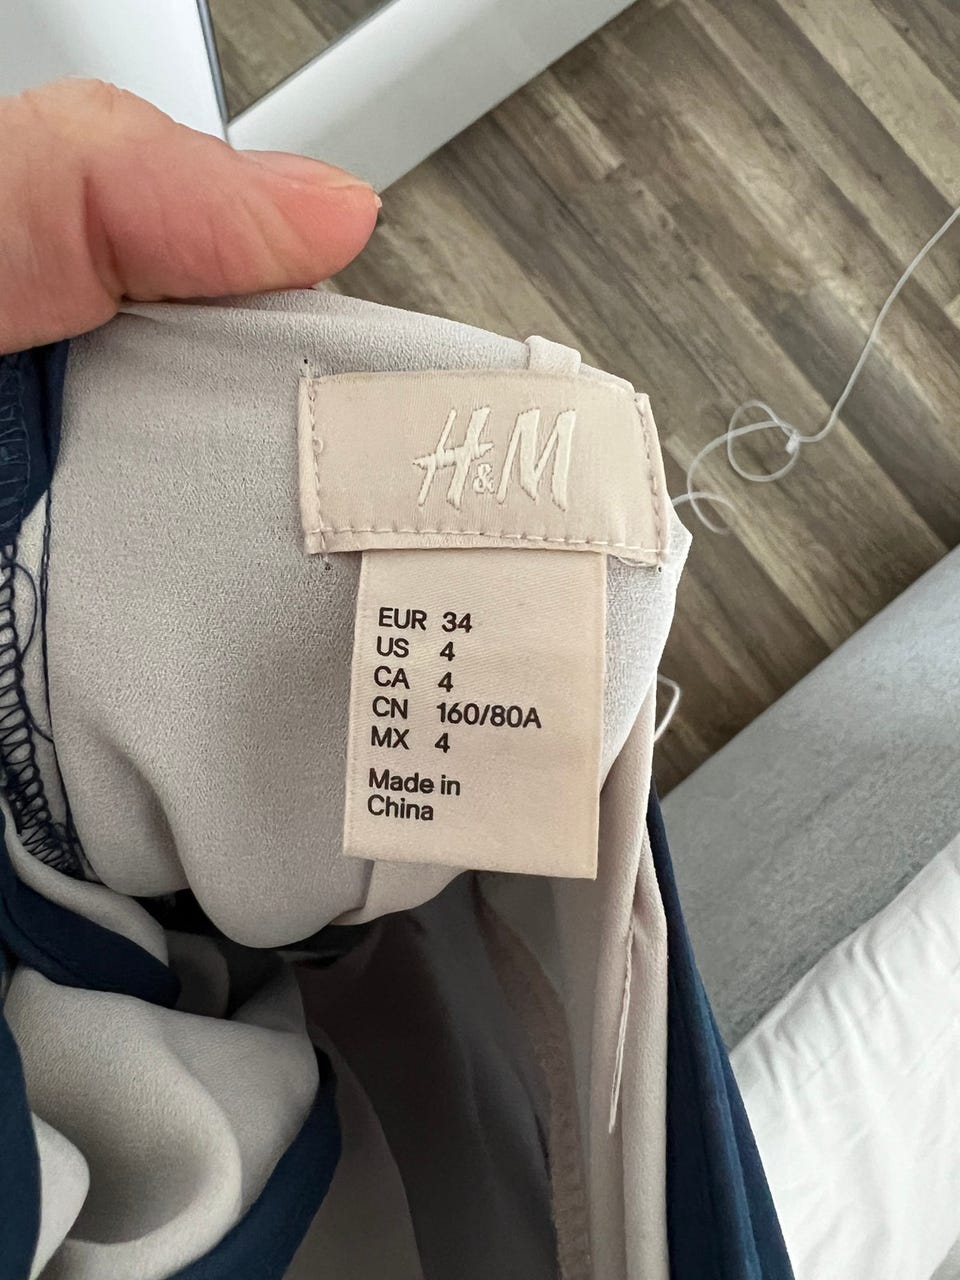 H&M
EUR 34
US 4
CA 4
CN 160/80A
MX 4
Made in
China